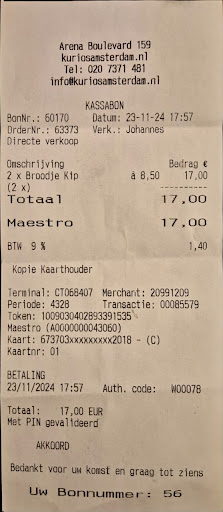 Arena Boulevard 159
kuriosamsterdam.nl
Tel: 020 7371 481
info@kuriosamsterdam.nl
KASSABON
BonNr.: 60170 Datum: 23-11-24 17:57
OrderNr.: 63373 Verk.: Johannes
Directe verkoop
Omschrijving Bedrag €
2 x Broodje Kip à 8,50 17,00
(2 x) ----------
Totaal 17,00
Maestro 17,00
BTW 9 % 1,40
Kopie Kaarthouder
Terminal: CT068407 Merchant: 20991209
Periode: 4328 Transactie: 00085579
Token: 1009030402893391535
Maestro (A0000000043060)
Kaart: 673703xxxxxxxxx2018 - (C)
Kaartnr: 01
BETALING
23/11/2024 17:57 Auth. code: W00078
Totaal: 17,00 EUR
Met PIN gevalideerd
AKKOORD
Bedankt voor uw komst en graag tot ziens
Uw Bonnummer: 56